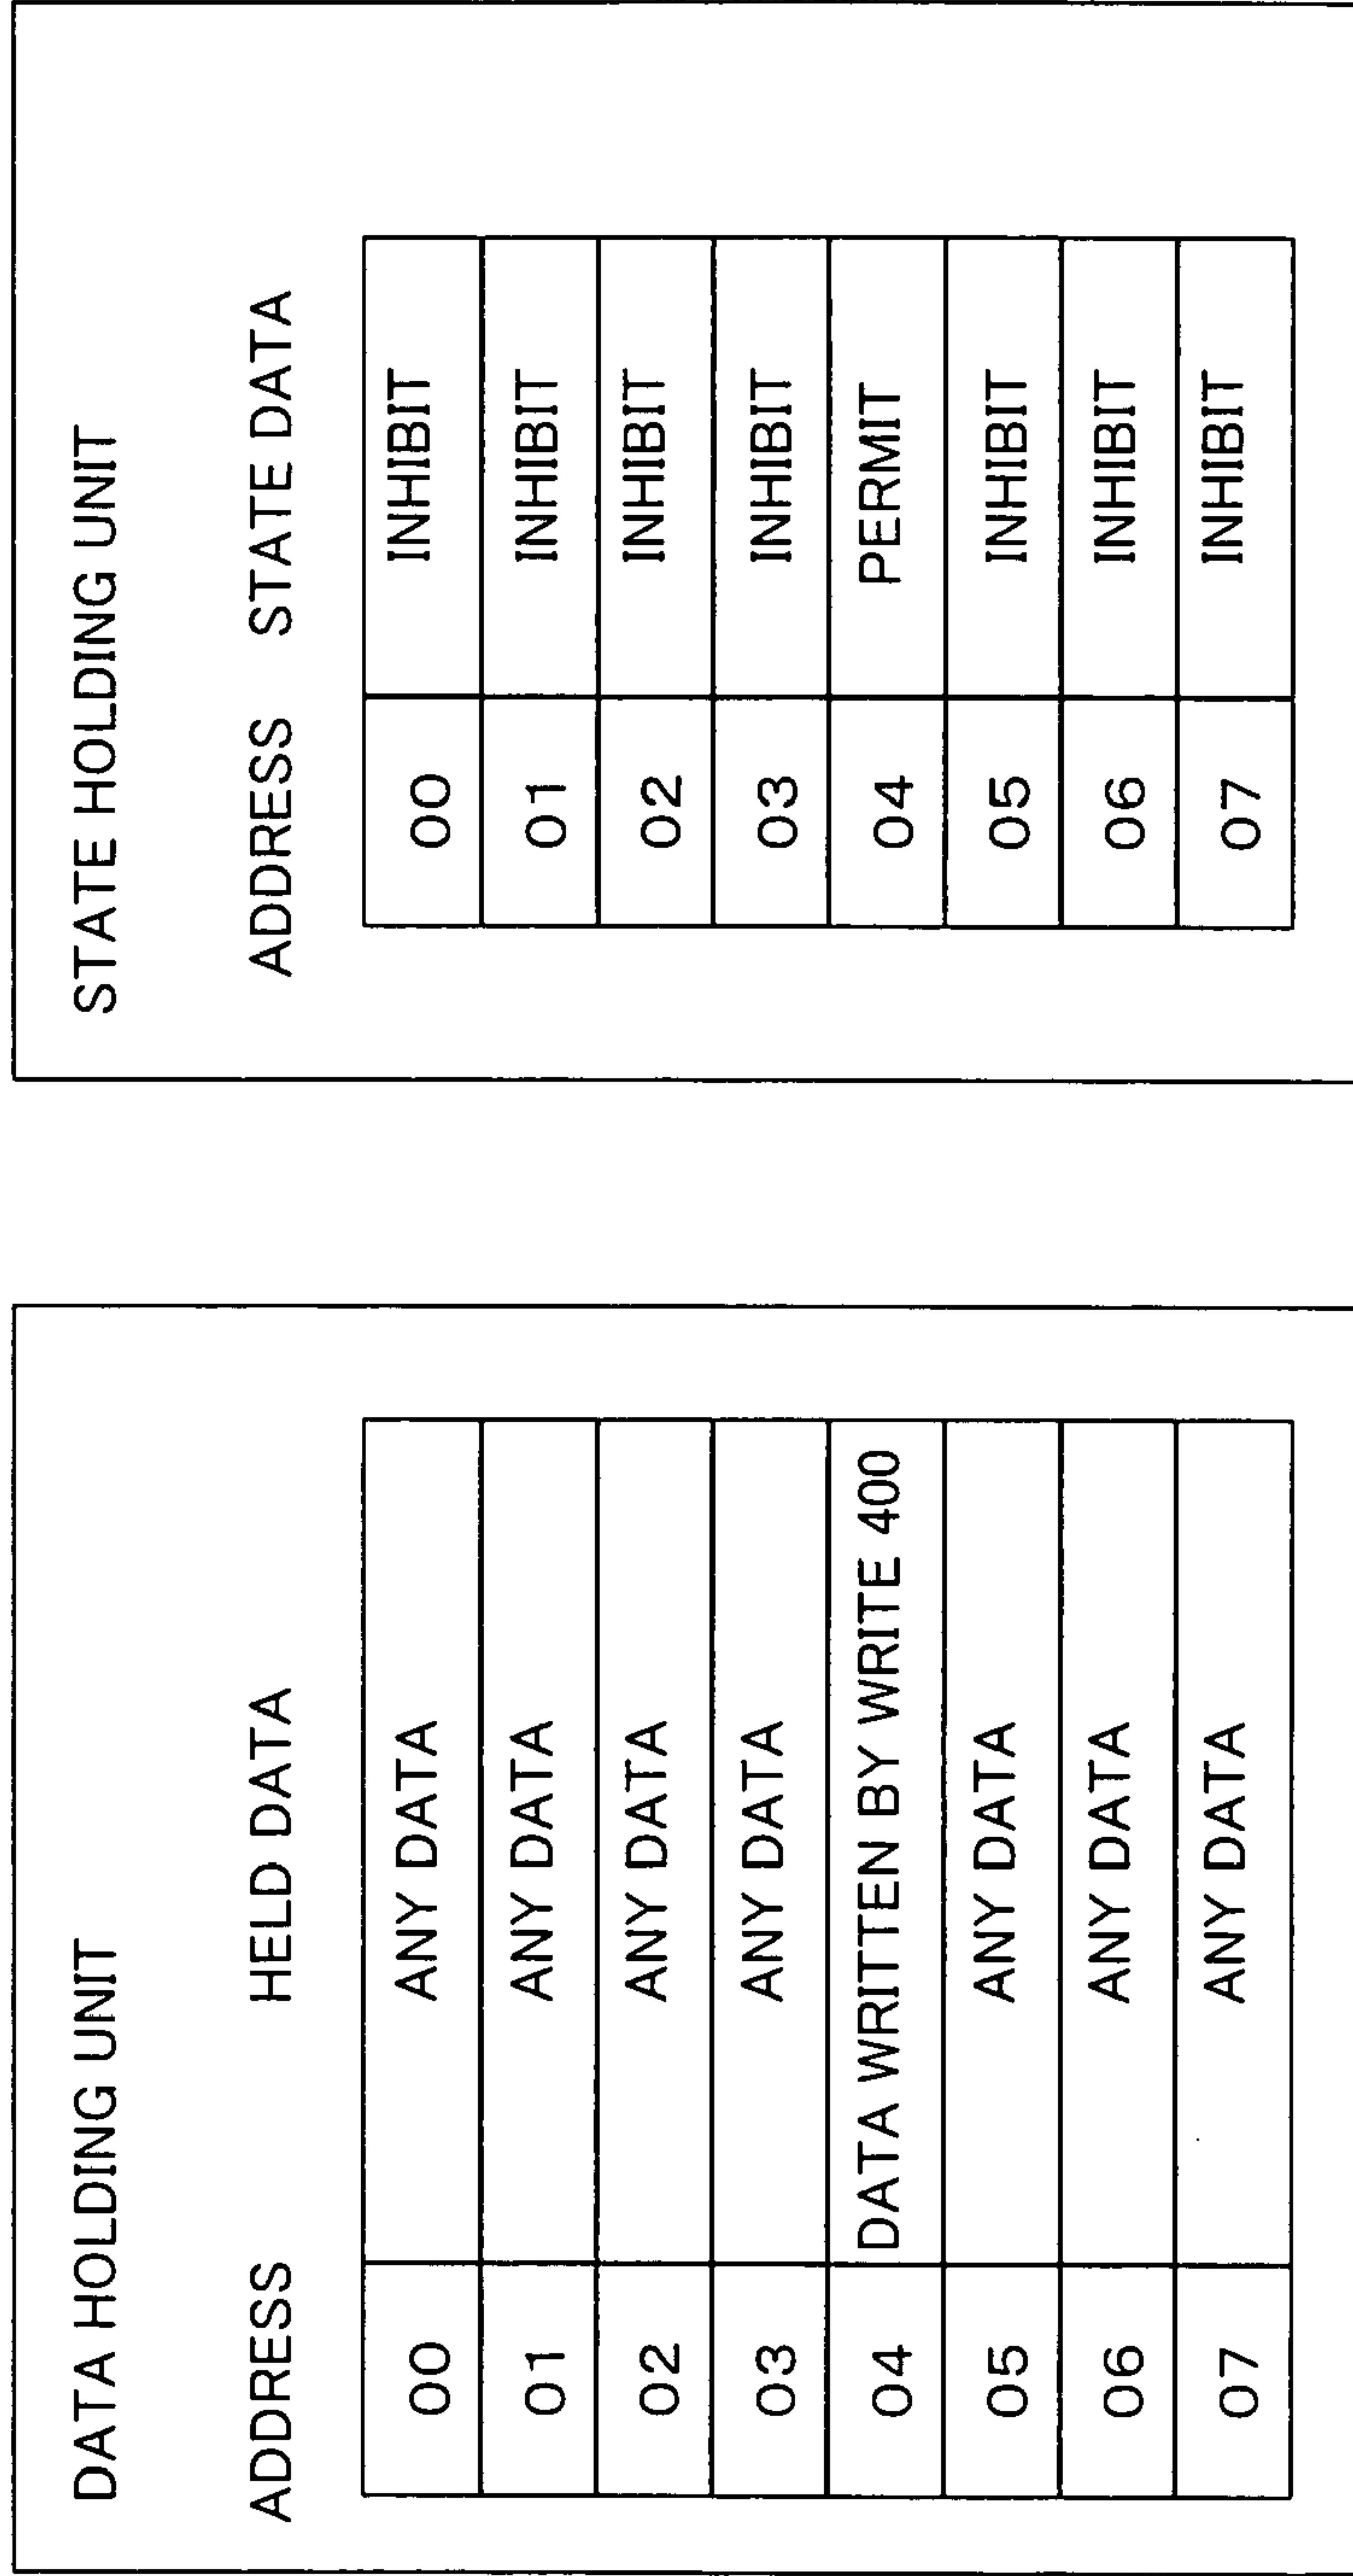 DATA HOLDING UNIT
ADDRESS HELD DATA
00 ANY DATA
01 ANY DATA
02 ANY DATA
03 ANY DATA
04 DATA WRITTEN BY WRITE 400
05 ANY DATA
06 ANY DATA
07 ANY DATA
STATE HOLDING UNIT
ADDRESS STATE DATA
00 INHIBIT
01 INHIBIT
02 INHIBIT
03 INHIBIT
04 PERMIT
05 INHIBIT
06 INHIBIT
07 INHIBIT